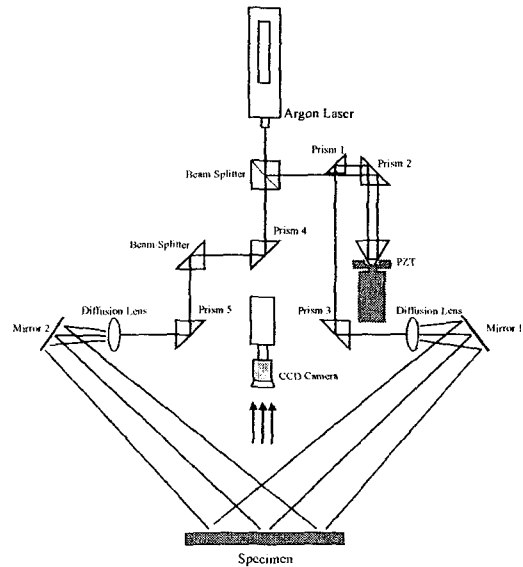 Argon Laser
Prism 1
Prism 2
Beam Splitter
Prism 4
Beam Splitter
PZT
Diffusion Lens
Prism 5
Prism 3
Diffusion Lens
Mirror 2
Mirror 1
CCD Camera
Specimen